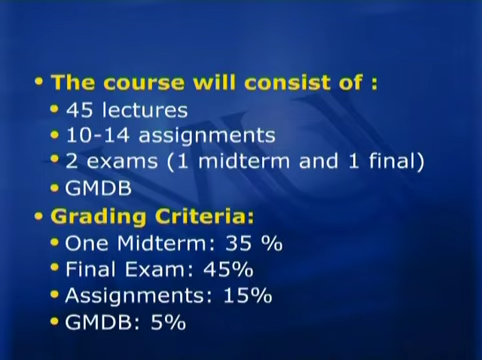 • The course will consist of :
• 45 lectures
• 10-14 assignments
• 2 exams (1 midterm and 1 final)
• GMDB
• Grading Criteria:
• One Midterm: 35 %
• Final Exam: 45%
• Assignments: 15%
• GMDB: 5%
VU